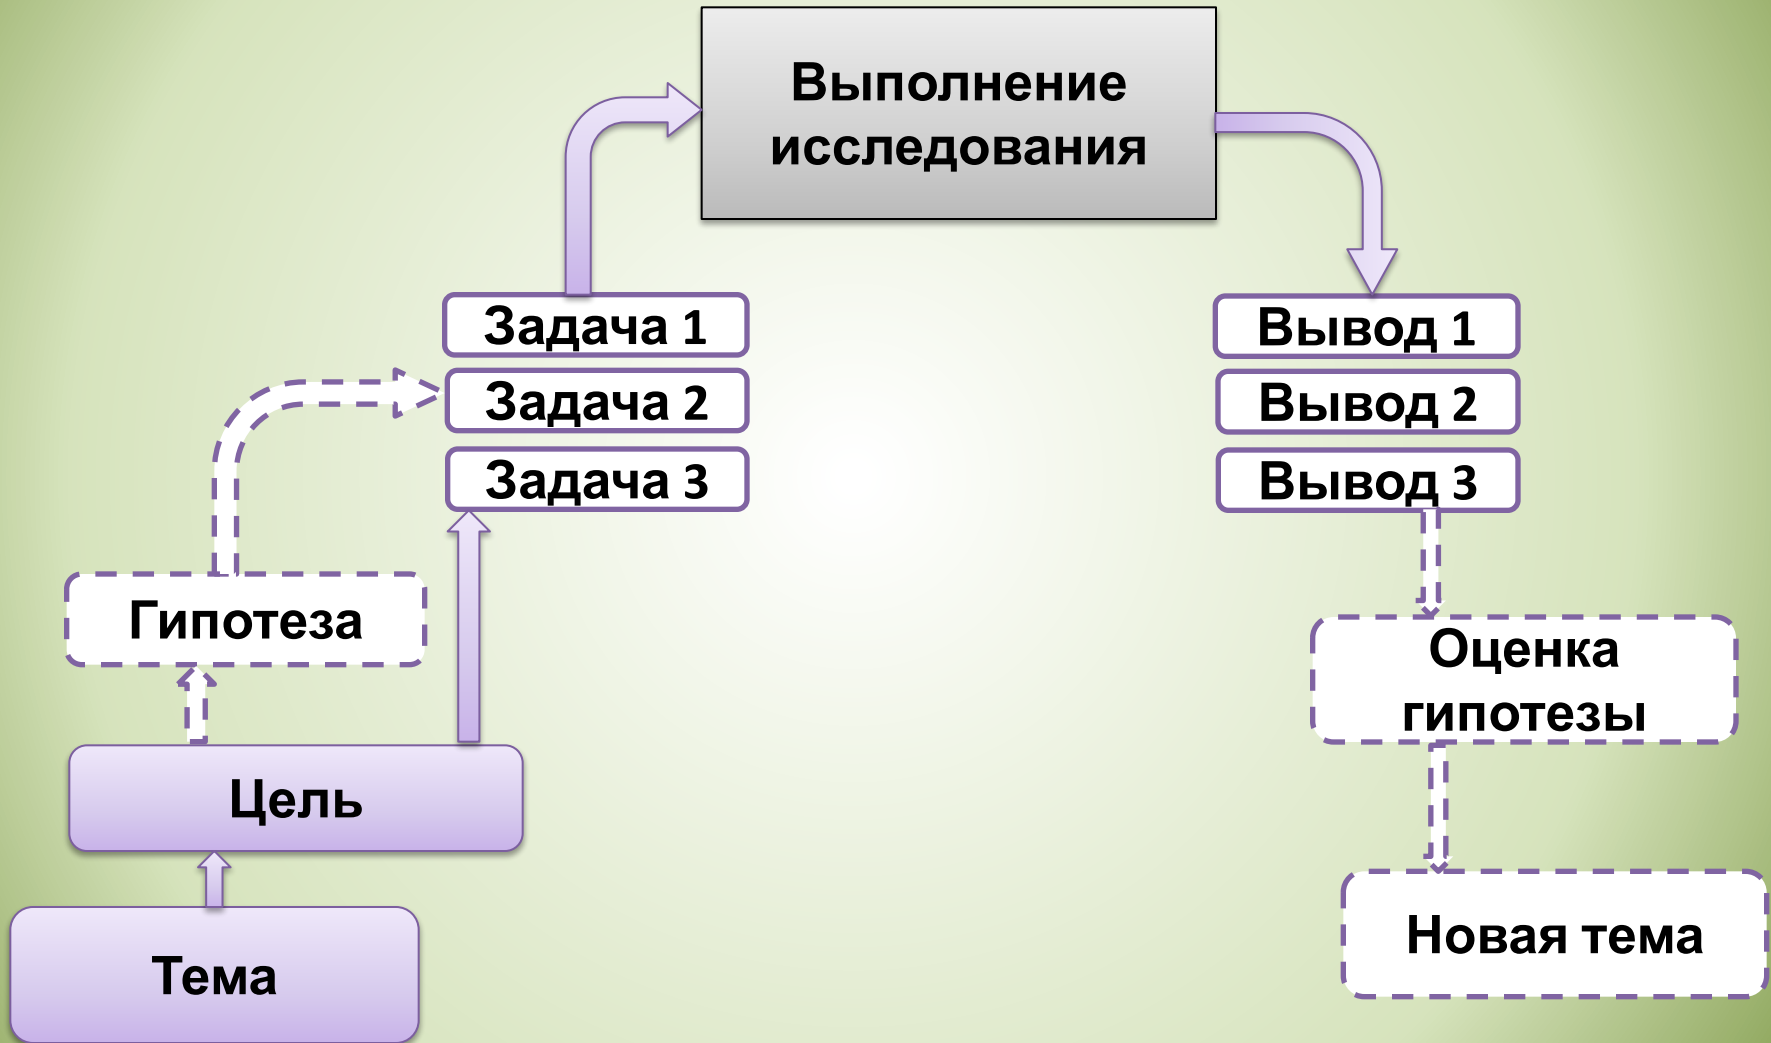 Выполнение
исследования
Задача 1
Задача 2
Задача 3
Вывод 1
Вывод 2
Вывод 3
Гипотеза
Оценка
гипотезы
Цель
Новая тема
Тема